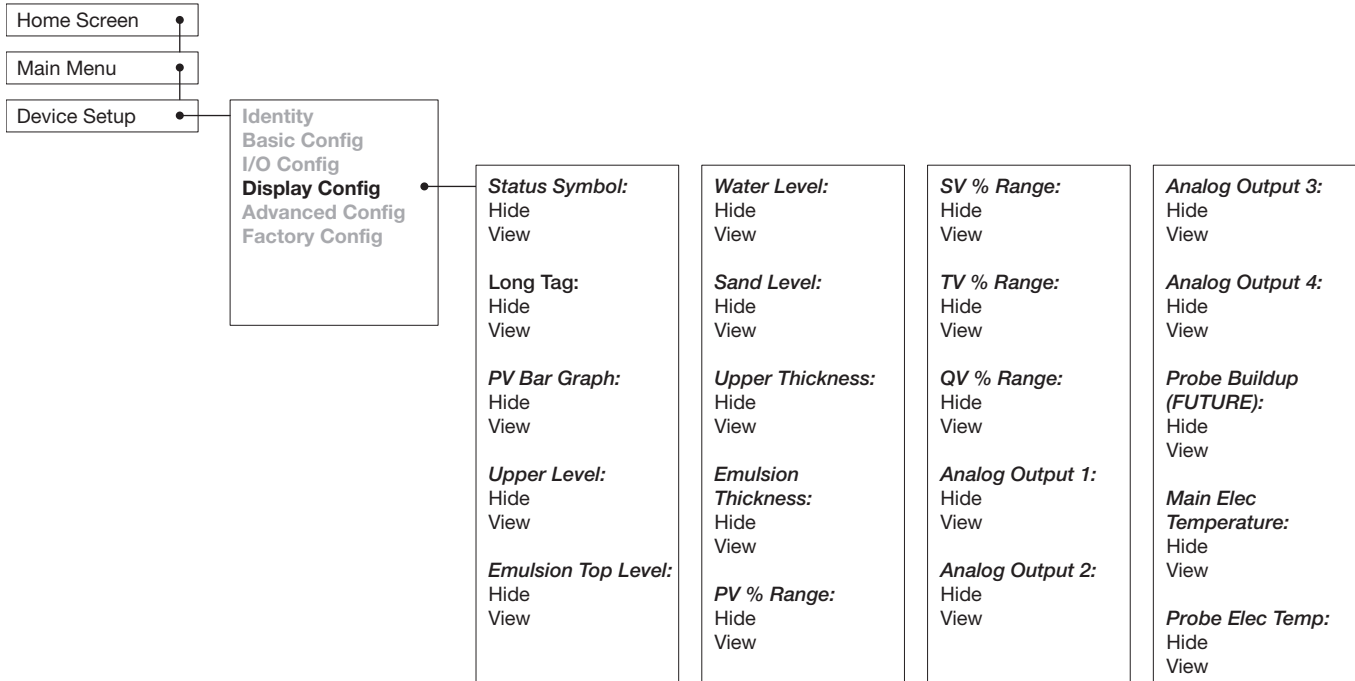 Home Screen
Main Menu
Device Setup
Identity
Basic Config
I/O Config
Display Config
Advanced Config
Factory Config
Status Symbol:
Hide
View
Long Tag:
Hide
View
PV Bar Graph:
Hide
View
Upper Level:
Hide
View
Emulsion Top Level:
Hide
View
Water Level:
Hide
View
Sand Level:
Hide
View
Upper Thickness:
Hide
View
Emulsion
Thickness:
Hide
View
PV % Range:
Hide
View
SV % Range:
Hide
View
TV % Range:
Hide
View
QV % Range:
Hide
View
Analog Output 1:
Hide
View
Analog Output 2:
Hide
View
Analog Output 3:
Hide
View
Analog Output 4:
Hide
View
Probe Buildup
(FUTURE):
Hide
View
Main Elec
Temperature:
Hide
View
Probe Elec Temp:
Hide
View